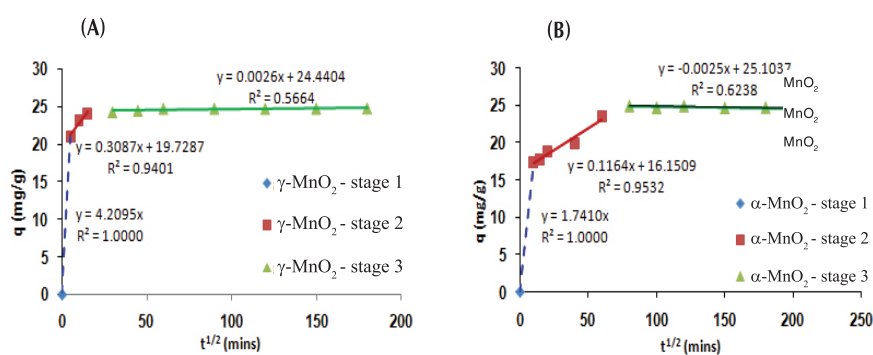 (A)
30
25
20
15
10
5
0
q (mg/g)
y = 0.0026x + 24.4404
R² = 0.5664
y = 0.3087x + 19.7287
R² = 0.9401
y = 4.2095x
R² = 1.0000
γ-MnO₂ - stage 1
γ-MnO₂ - stage 2
γ-MnO₂ - stage 3
0 50 100 150 200
t^1/2 (mins)
(B)
30
25
20
15
10
5
0
q (mg/g)
y = -0.0025x + 25.1037
R² = 0.6238
MnO₂
MnO₂
MnO₂
y = 0.1164x + 16.1509
R² = 0.9532
y = 1.7410x
R² = 1.0000
α-MnO₂ - stage 1
α-MnO₂ - stage 2
α-MnO₂ - stage 3
0 50 100 150 200 250
t^1/2 (mins)